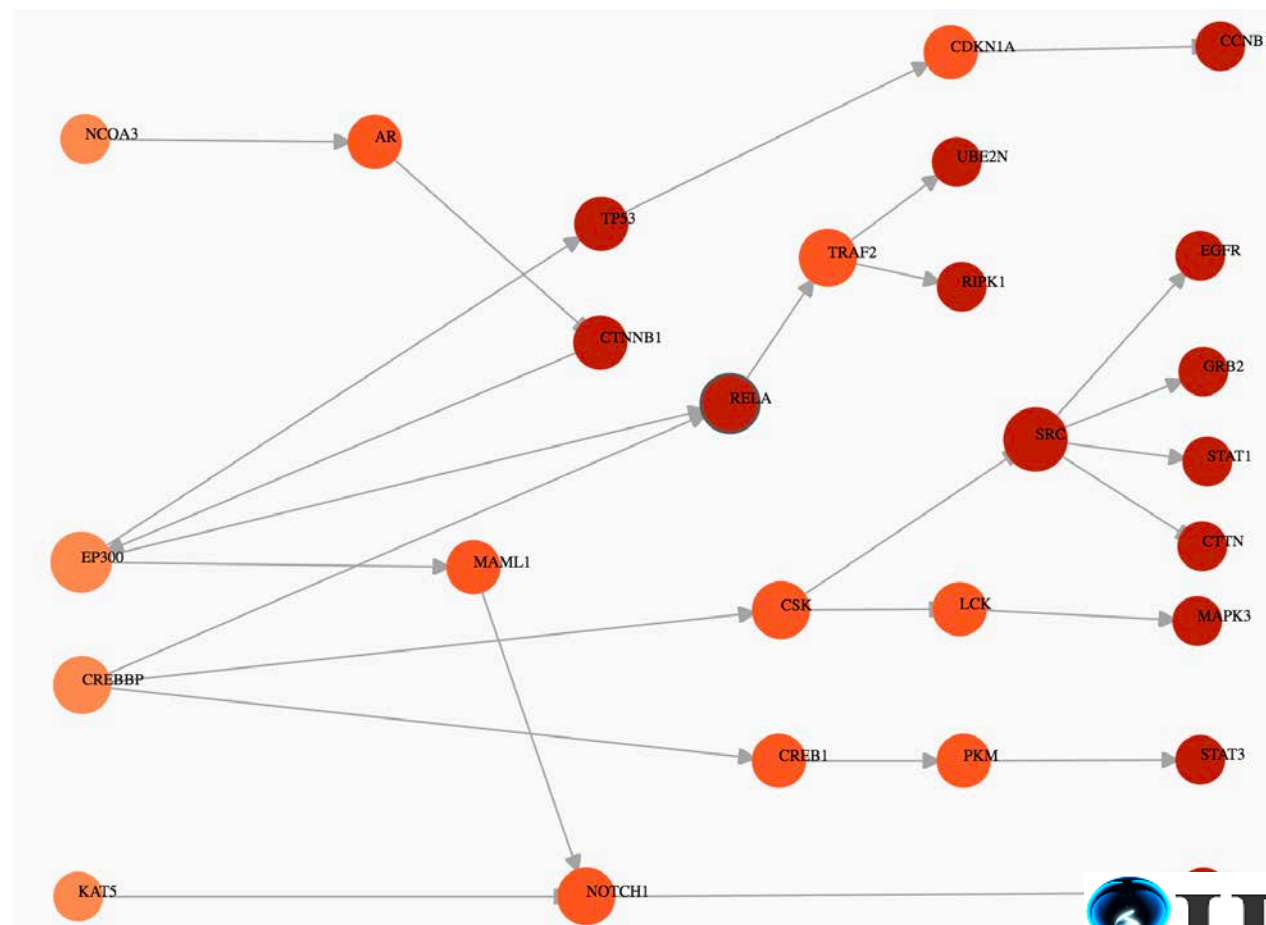 CDKN1A
CCNB
NCOA3
AR
UBE2N
TP53
TRAF2
EGFR
RIPK1
CTNNB1
GRB2
RELA
SRC
STAT1
CTTN
EP300
MAML1
CSK
LCK
MAPK3
CREBBP
CREB1
PKM
STAT3
KAT5
NOTCH1